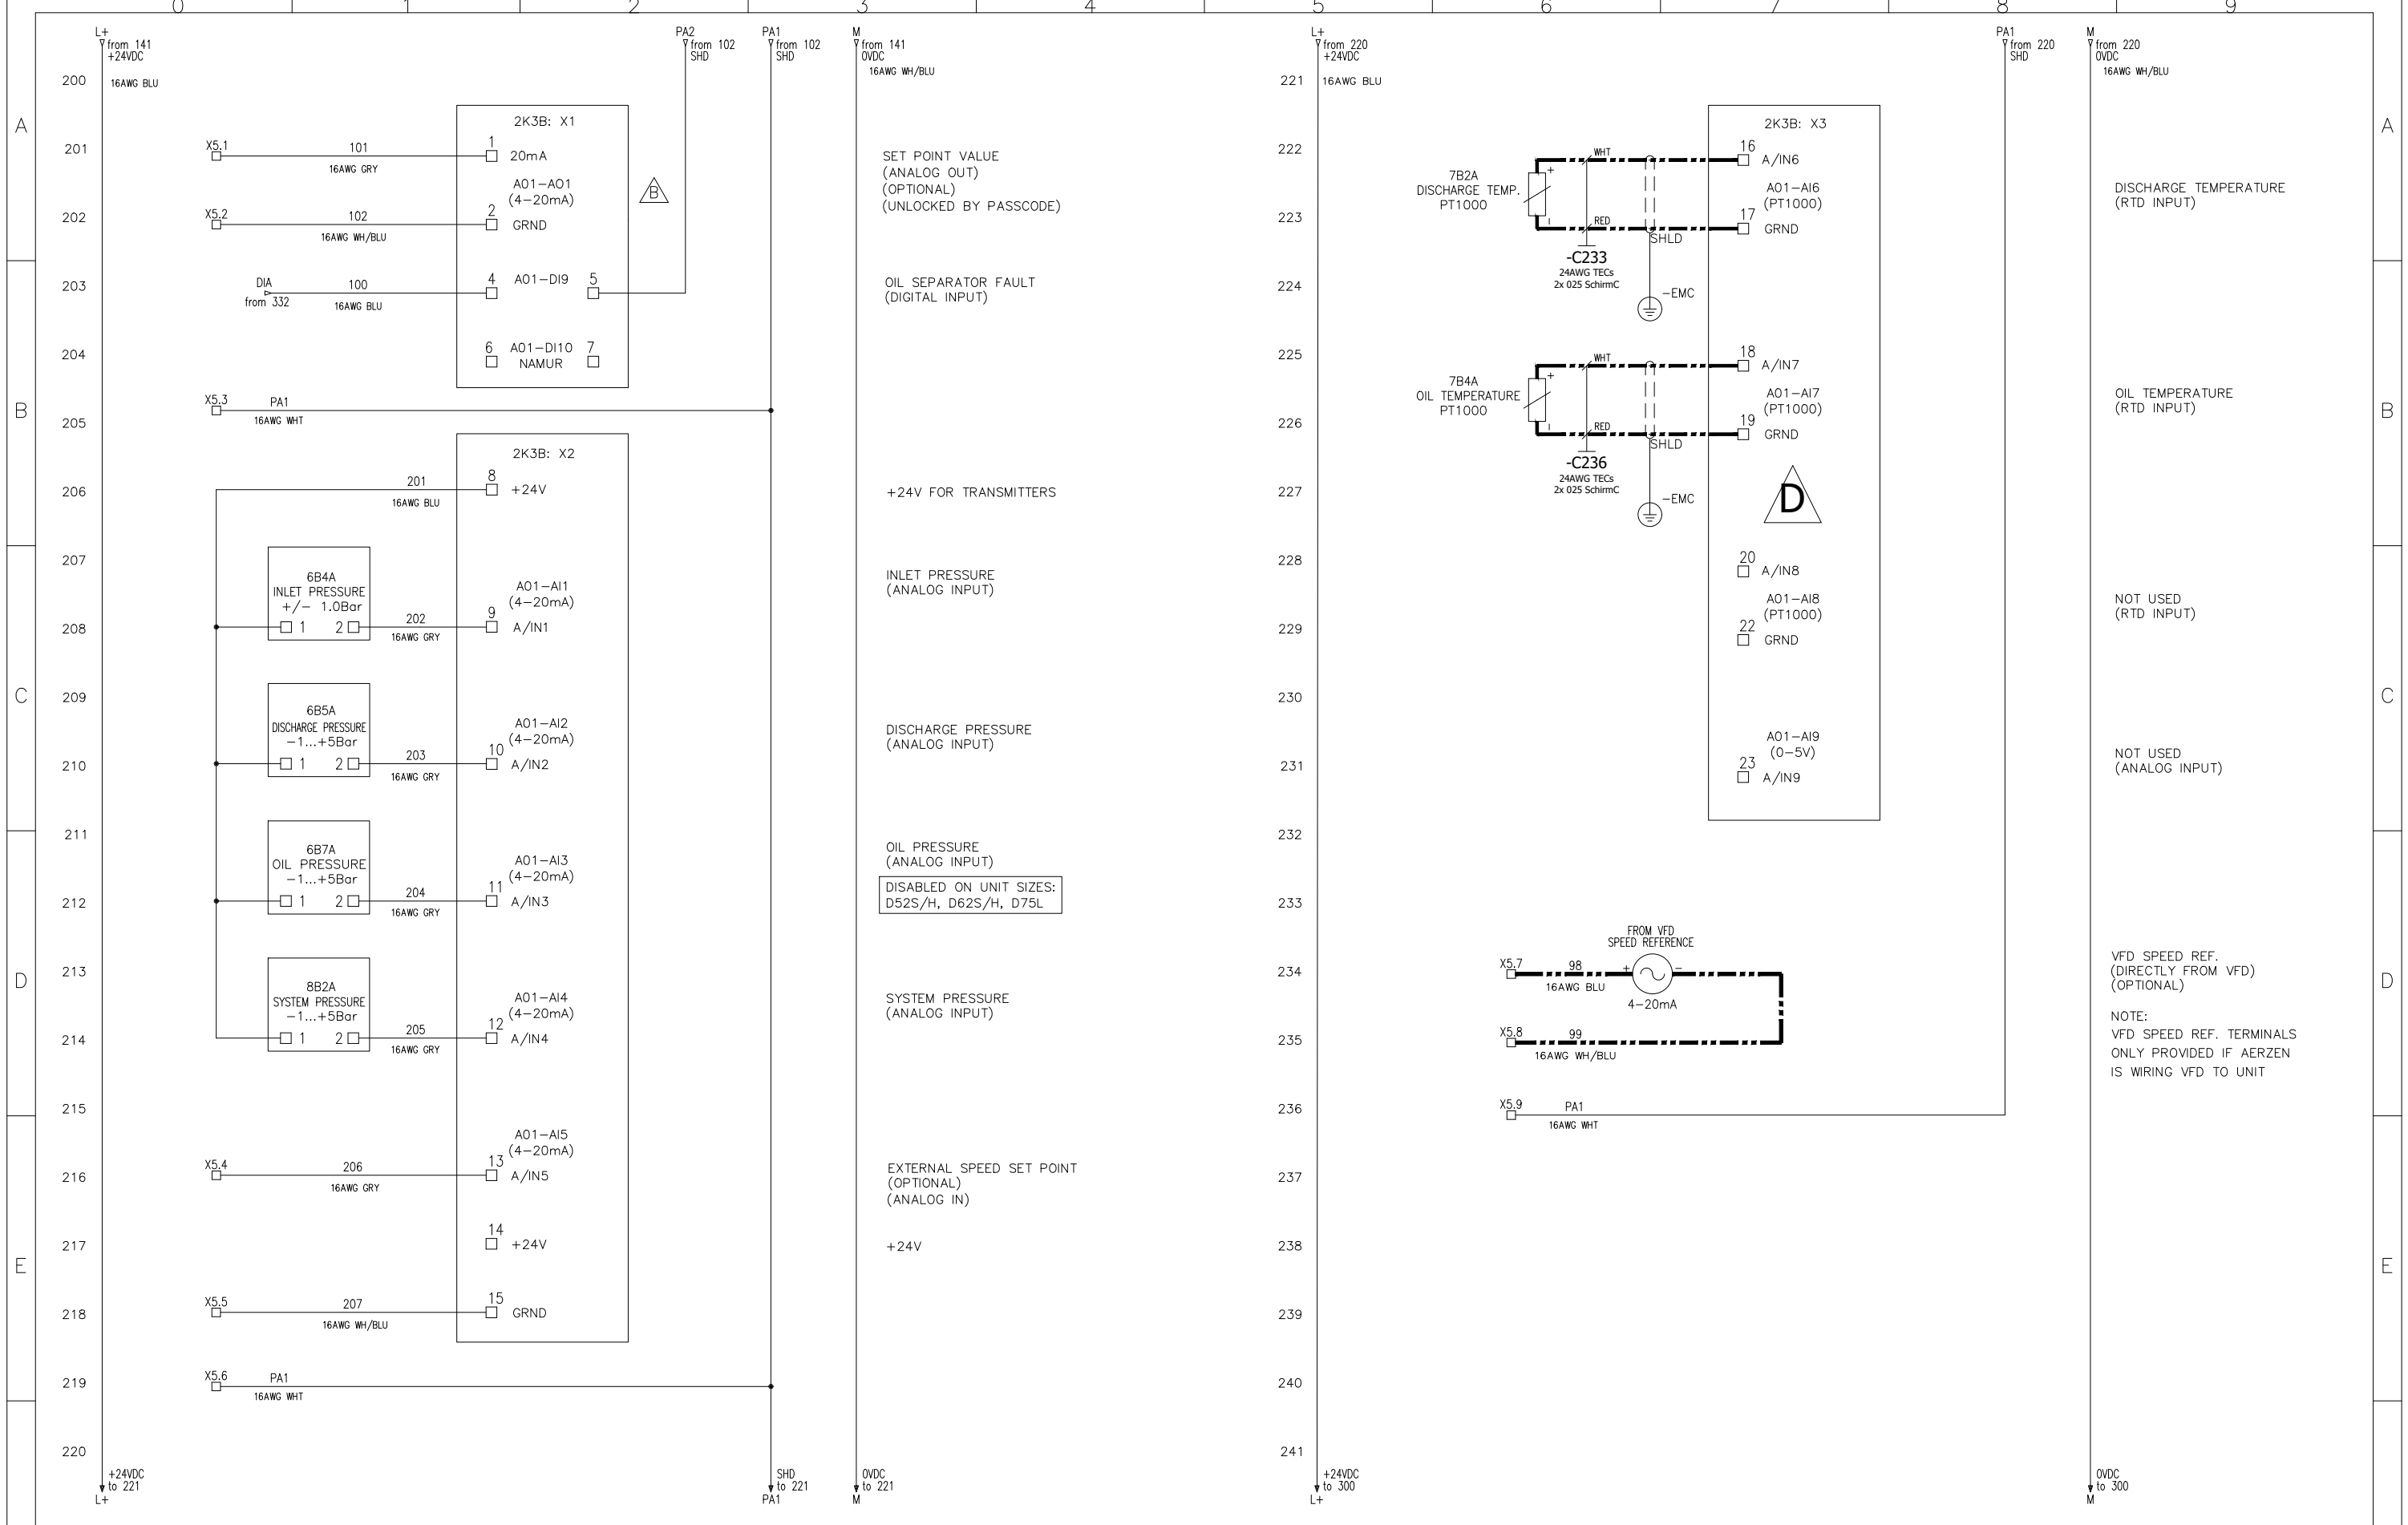 0 1 2 3 4 5 6 7 8 9
L+
from 141
+24VDC
PA2
from 102
SHD
PA1
from 102
SHD
M
from 141
0VDC
16AWG WH/BLU
200
16AWG BLU
A
2K3B: X1
201
X5.1
101
16AWG GRY
1
20mA
A01-AO1
(4-20mA)
B
SET POINT VALUE
(ANALOG OUT)
(OPTIONAL)
(UNLOCKED BY PASSCODE)
202
X5.2
102
16AWG WH/BLU
2
GRND
203
DIA
from 332
100
16AWG BLU
4
A01-DI9
5
OIL SEPARATOR FAULT
(DIGITAL INPUT)
204
6
A01-DI10
7
NAMUR
B
X5.3
PA1
16AWG WHT
205
2K3B: X2
206
201
16AWG BLU
8
+24V
+24V FOR TRANSMITTERS
207
6B4A
INLET PRESSURE
+/- 1.0Bar
1 2
208
202
16AWG GRY
A01-AI1
(4-20mA)
9
A/IN1
INLET PRESSURE
(ANALOG INPUT)
C
209
6B5A
DISCHARGE PRESSURE
-1...+5Bar
1 2
210
203
16AWG GRY
A01-AI2
(4-20mA)
10
A/IN2
DISCHARGE PRESSURE
(ANALOG INPUT)
211
6B7A
OIL PRESSURE
-1...+5Bar
1 2
212
204
16AWG GRY
A01-AI3
(4-20mA)
11
A/IN3
OIL PRESSURE
(ANALOG INPUT)
DISABLED ON UNIT SIZES:
D52S/H, D62S/H, D75L
D
213
8B2A
SYSTEM PRESSURE
-1...+5Bar
1 2
214
205
16AWG GRY
A01-AI4
(4-20mA)
12
A/IN4
SYSTEM PRESSURE
(ANALOG INPUT)
215
A01-AI5
(4-20mA)
216
X5.4
206
16AWG GRY
13
A/IN5
EXTERNAL SPEED SET POINT
(OPTIONAL)
(ANALOG IN)
217
14
+24V
+24V
E
218
X5.5
207
16AWG WH/BLU
15
GRND
219
X5.6
PA1
16AWG WHT
220
+24VDC
to 221
L+
SHD
to 221
PA1
0VDC
to 221
M
L+
from 220
+24VDC
PA1
from 220
SHD
M
from 220
0VDC
16AWG WH/BLU
221
16AWG BLU
A
2K3B: X3
222
7B2A
DISCHARGE TEMP.
PT1000
+
-
WHT
16
A/IN6
A01-AI6
(PT1000)
DISCHARGE TEMPERATURE
(RTD INPUT)
223
RED
SHLD
17
GRND
-C233
24AWG TECs
2x 025 SchirmC
224
-EMC
225
7B4A
OIL TEMPERATURE
PT1000
+
-
WHT
18
A/IN7
A01-AI7
(PT1000)
OIL TEMPERATURE
(RTD INPUT)
B
226
RED
SHLD
19
GRND
-C236
24AWG TECs
2x 025 SchirmC
D
227
-EMC
228
20
A/IN8
A01-AI8
(PT1000)
NOT USED
(RTD INPUT)
229
22
GRND
C
230
A01-AI9
(0-5V)
231
23
A/IN9
NOT USED
(ANALOG INPUT)
232
233
FROM VFD
SPEED REFERENCE
D
234
X5.7
98
16AWG BLU
+ -
4-20mA
VFD SPEED REF.
(DIRECTLY FROM VFD)
(OPTIONAL)
NOTE:
VFD SPEED REF. TERMINALS
ONLY PROVIDED IF AERZEN
IS WIRING VFD TO UNIT
235
X5.8
99
16AWG WH/BLU
236
X5.9
PA1
16AWG WHT
237
238
E
239
240
241
+24VDC
to 300
L+
0VDC
to 300
M